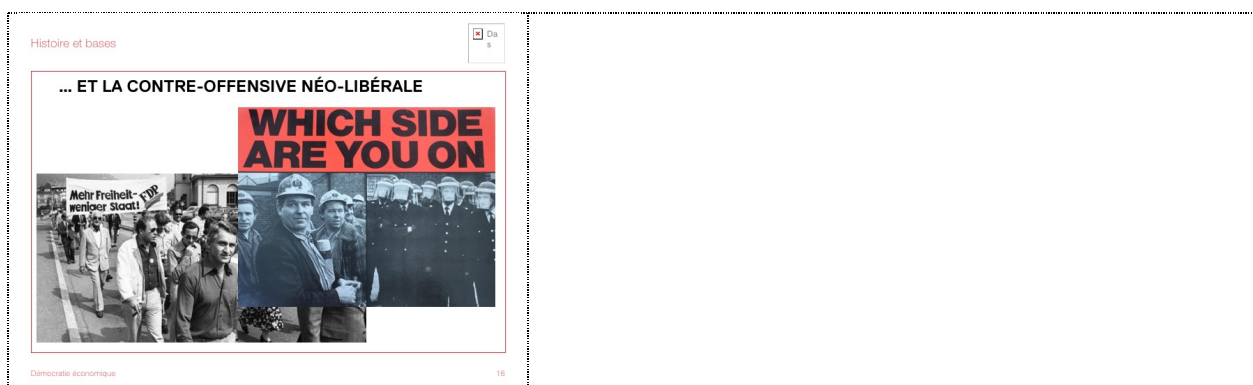 Histoire et bases
Da
s
... ET LA CONTRE-OFFENSIVE NÉO-LIBÉRALE
WHICH SIDE
ARE YOU ON
Mehr Freiheit-
weniger Staat!
FDP
Démocratie économique
16